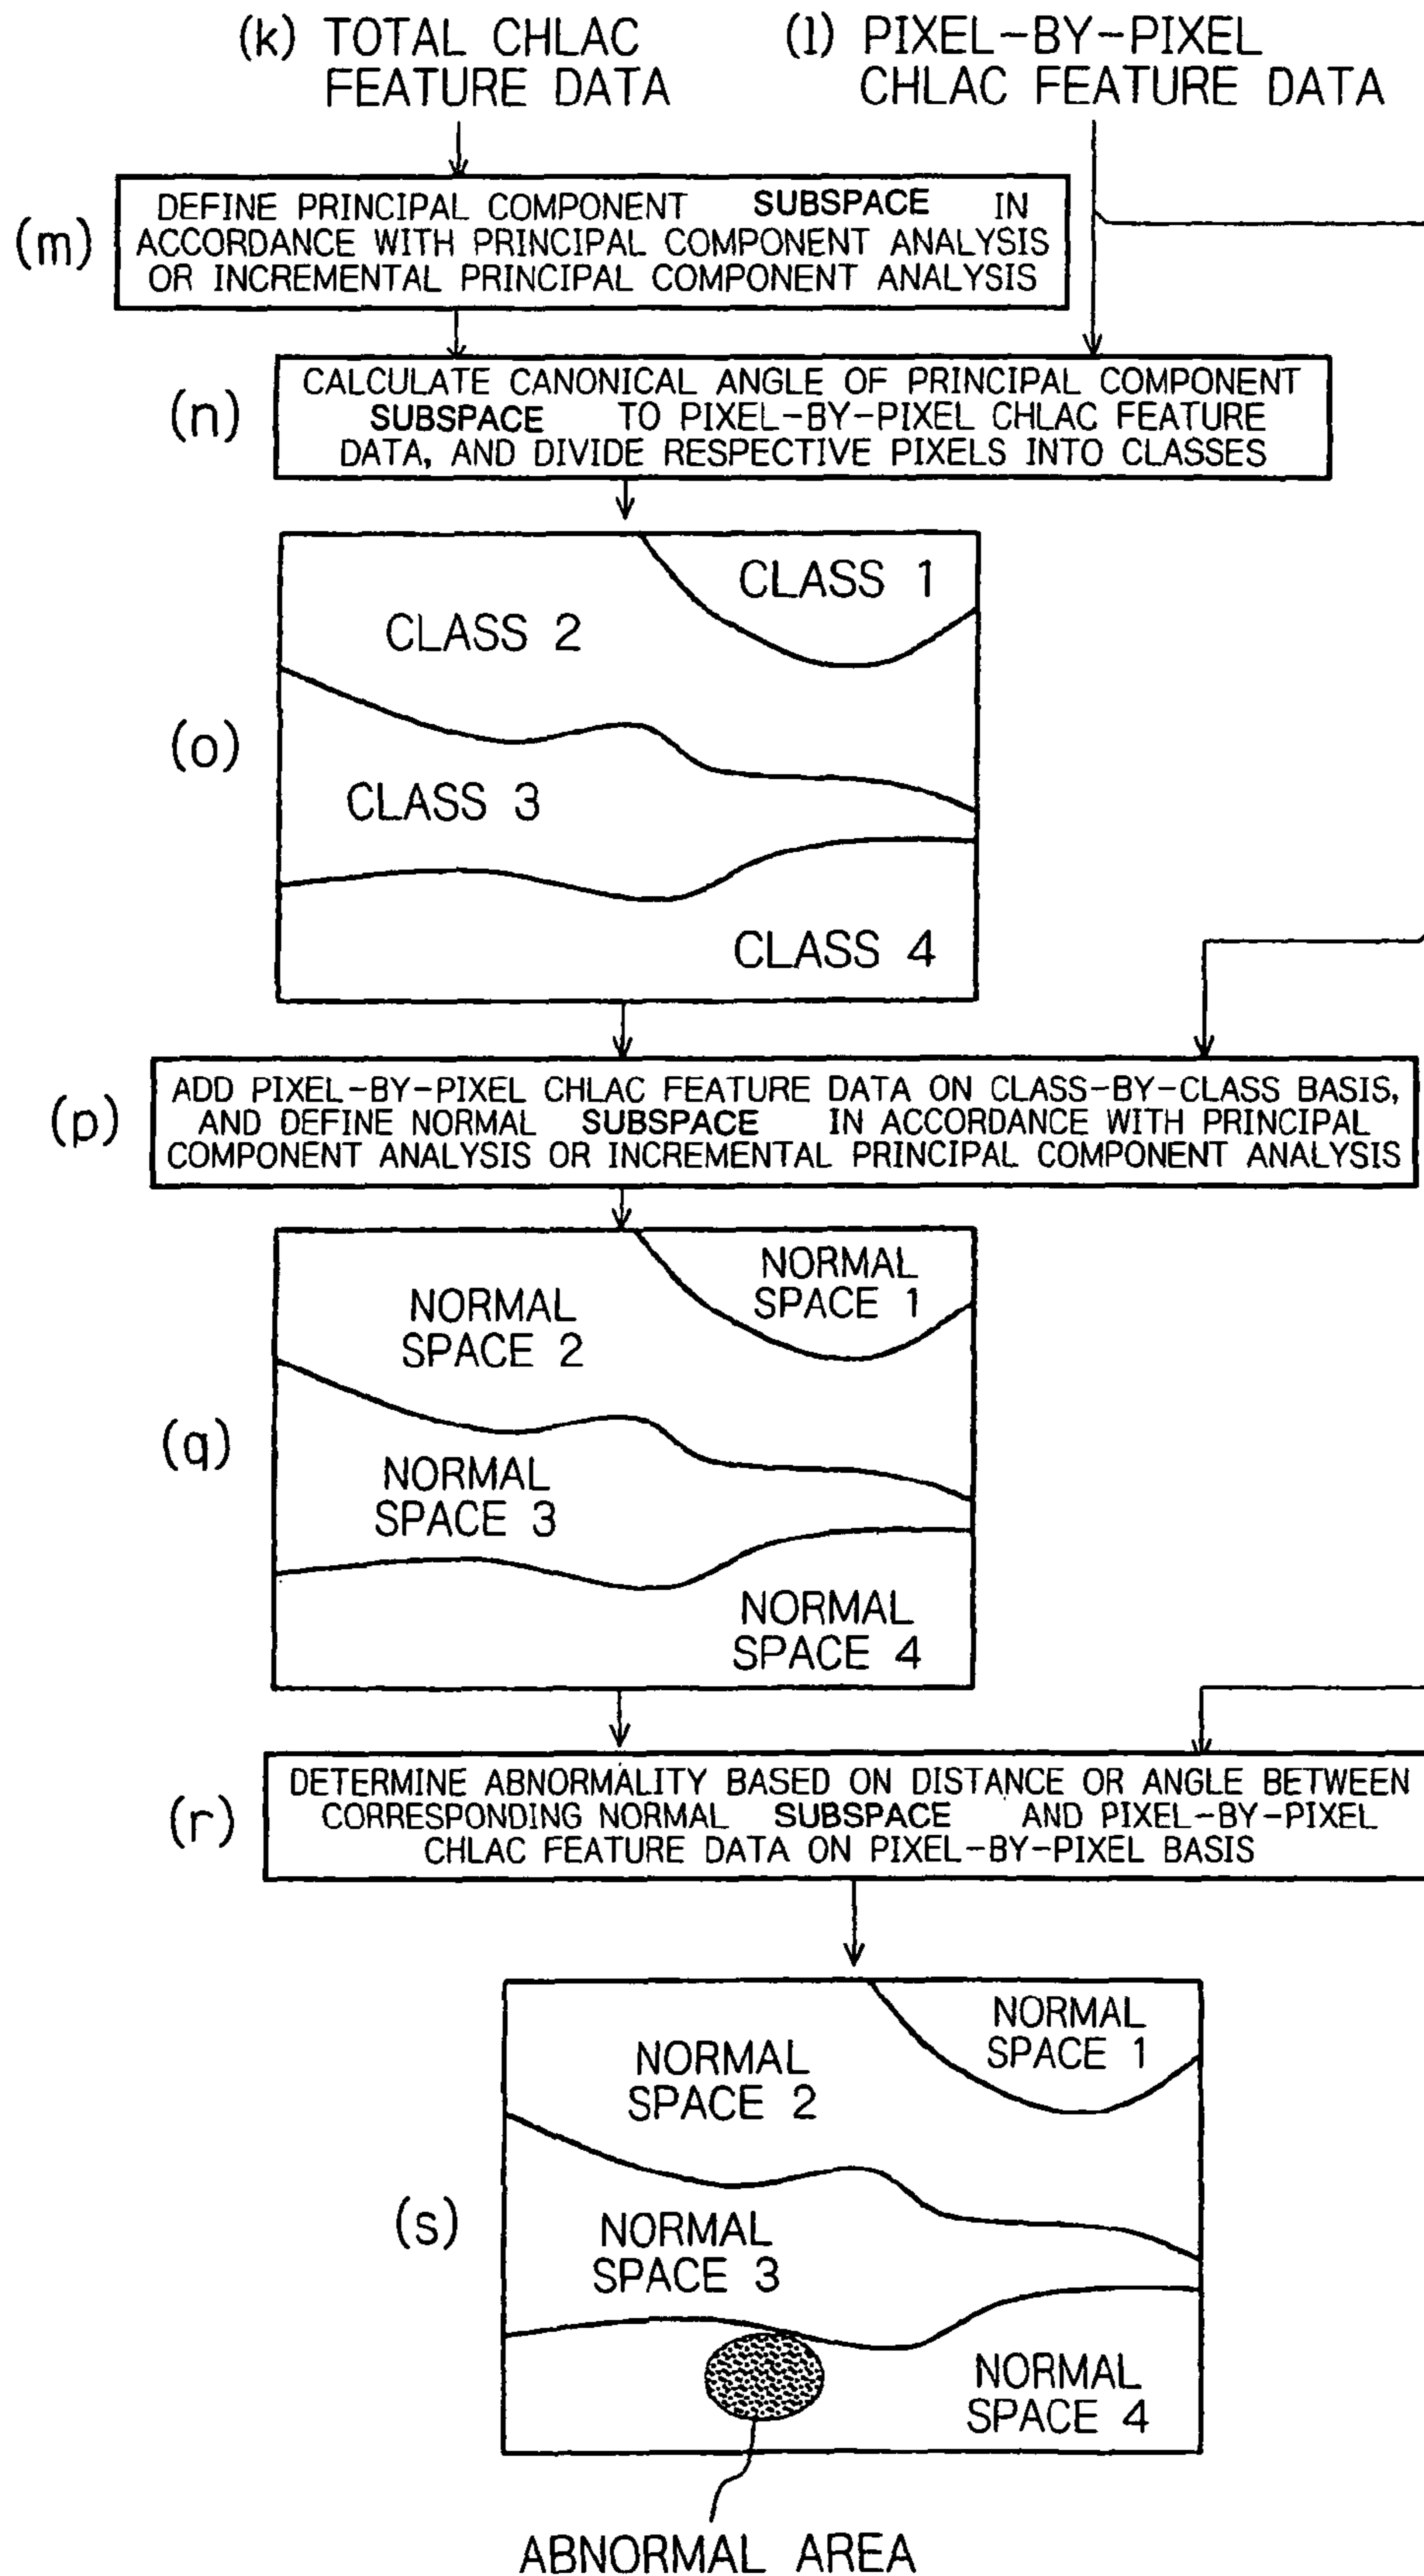 (k) TOTAL CHLAC
FEATURE DATA
(l) PIXEL-BY-PIXEL
CHLAC FEATURE DATA
(m)
DEFINE PRINCIPAL COMPONENT SUBSPACE IN
ACCORDANCE WITH PRINCIPAL COMPONENT ANALYSIS
OR INCREMENTAL PRINCIPAL COMPONENT ANALYSIS
(n)
CALCULATE CANONICAL ANGLE OF PRINCIPAL COMPONENT
SUBSPACE TO PIXEL-BY-PIXEL CHLAC FEATURE
DATA, AND DIVIDE RESPECTIVE PIXELS INTO CLASSES
(o)
CLASS 1
CLASS 2
CLASS 3
CLASS 4
(p)
ADD PIXEL-BY-PIXEL CHLAC FEATURE DATA ON CLASS-BY-CLASS BASIS,
AND DEFINE NORMAL SUBSPACE IN ACCORDANCE WITH PRINCIPAL
COMPONENT ANALYSIS OR INCREMENTAL PRINCIPAL COMPONENT ANALYSIS
(q)
NORMAL
SPACE 1
NORMAL
SPACE 2
NORMAL
SPACE 3
NORMAL
SPACE 4
(r)
DETERMINE ABNORMALITY BASED ON DISTANCE OR ANGLE BETWEEN
CORRESPONDING NORMAL SUBSPACE AND PIXEL-BY-PIXEL
CHLAC FEATURE DATA ON PIXEL-BY-PIXEL BASIS
(s)
NORMAL
SPACE 1
NORMAL
SPACE 2
NORMAL
SPACE 3
NORMAL
SPACE 4
ABNORMAL AREA